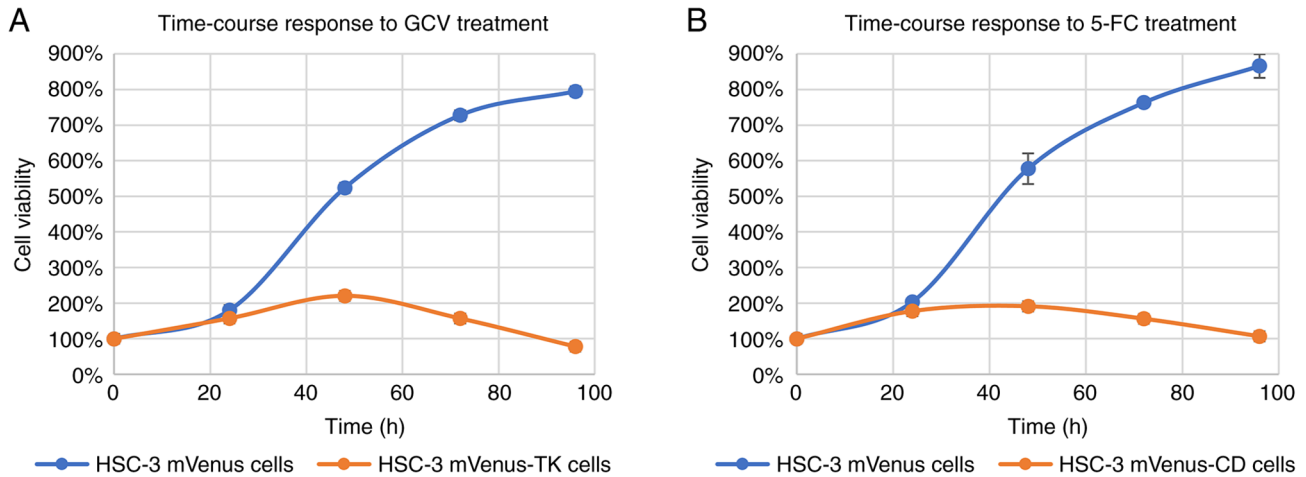 A
Time-course response to GCV treatment
900%
800%
700%
600%
500%
400%
300%
200%
100%
0%
Cell viability
0 20 40 60 80 100
Time (h)
HSC-3 mVenus cells HSC-3 mVenus-TK cells
B
Time-course response to 5-FC treatment
900%
800%
700%
600%
500%
400%
300%
200%
100%
0%
Cell viability
0 20 40 60 80 100
Time (h)
HSC-3 mVenus cells HSC-3 mVenus-CD cells